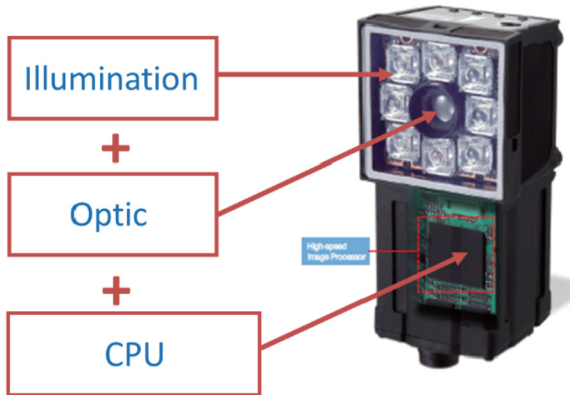 Illumination
+
Optic
+
CPU
High-speed
Image Processor